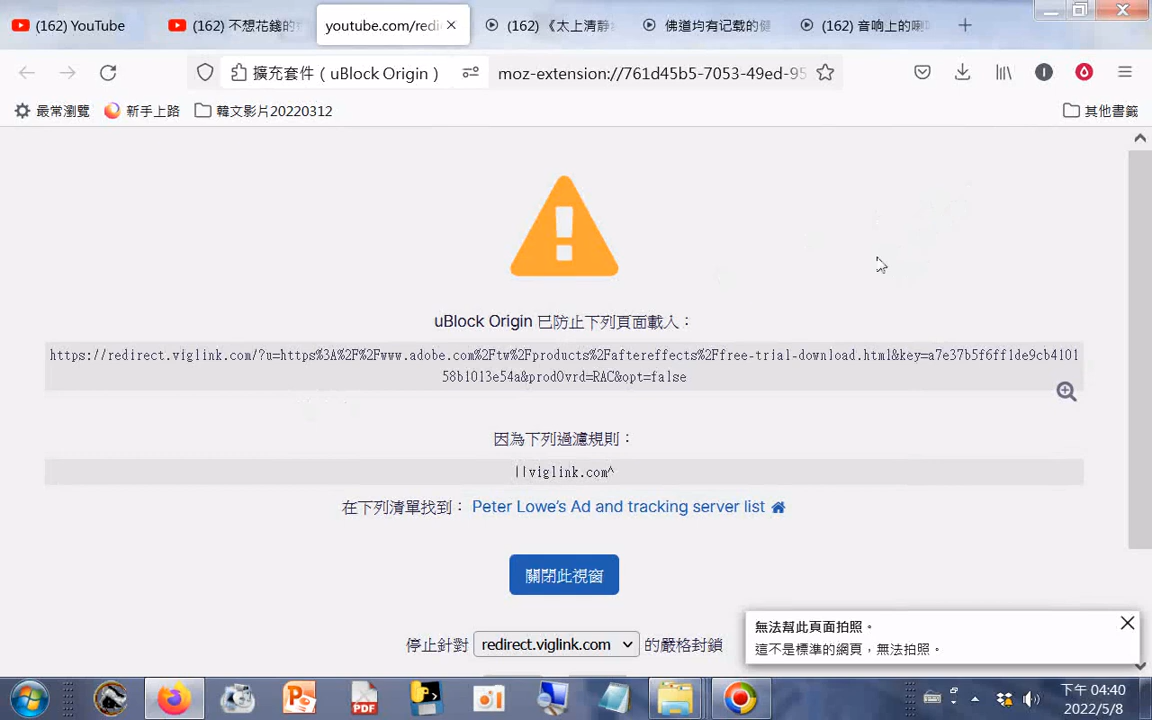 (162) YouTube
(162) 不想花錢的
youtube.com/redi
(162) 《太上清静
佛道均有记载的健
(162) 音响上的喇
擴充套件（uBlock Origin）
moz-extension://761d45b5-7053-49ed-95
最常瀏覽
新手上路
韓文影片20220312
其他書籤
uBlock Origin 已防止下列頁面載入：
https://redirect.viglink.com/?u=https%3A%2F%2Fwww.adobe.com%2Ftw%2Fproducts%2Faftereffects%2Ffree-trial-download.html&key=a7e37b5f6ff1de9cb4101
58b1013e54a&prodOvrd=RAC&opt=false
因為下列過濾規則：
||viglink.com^
在下列清單找到： Peter Lowe's Ad and tracking server list
關閉此視窗
停止針對 redirect.viglink.com 的嚴格封鎖
無法幫此頁面拍照。
這不是標準的網頁，無法拍照。
PDF
下午 04:40
2022/5/8